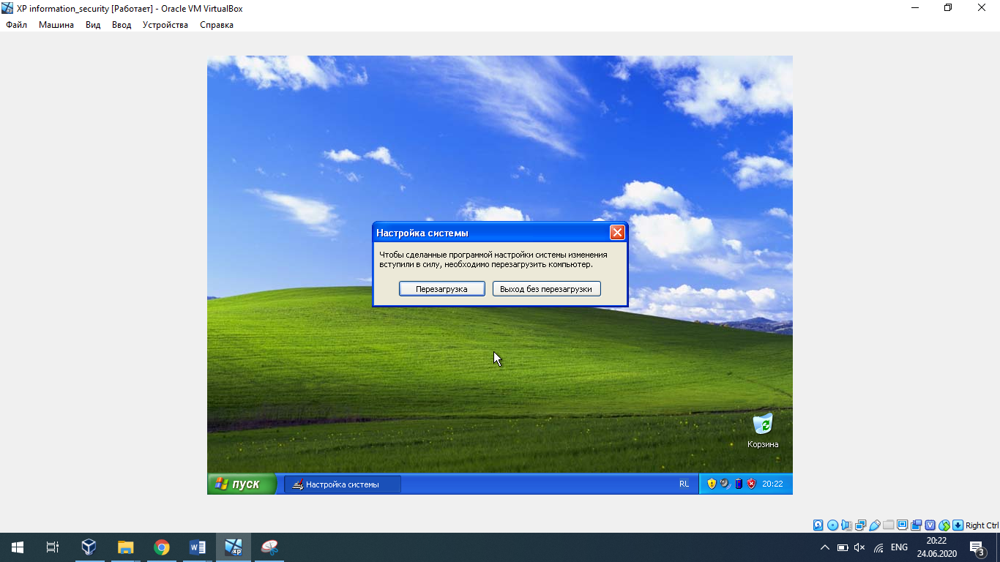 XP information_security [Работает] - Oracle VM VirtualBox
Файл Машина Вид Ввод Устройства Справка
Настройка системы
Чтобы сделанные программой настройки системы изменения
вступили в силу, необходимо перезагрузить компьютер.
Перезагрузка Выход без перезагрузки
Корзина
пуск Настройка системы RL 20:22
Right Ctrl
W xp ENG 20:22
24.06.2020 3